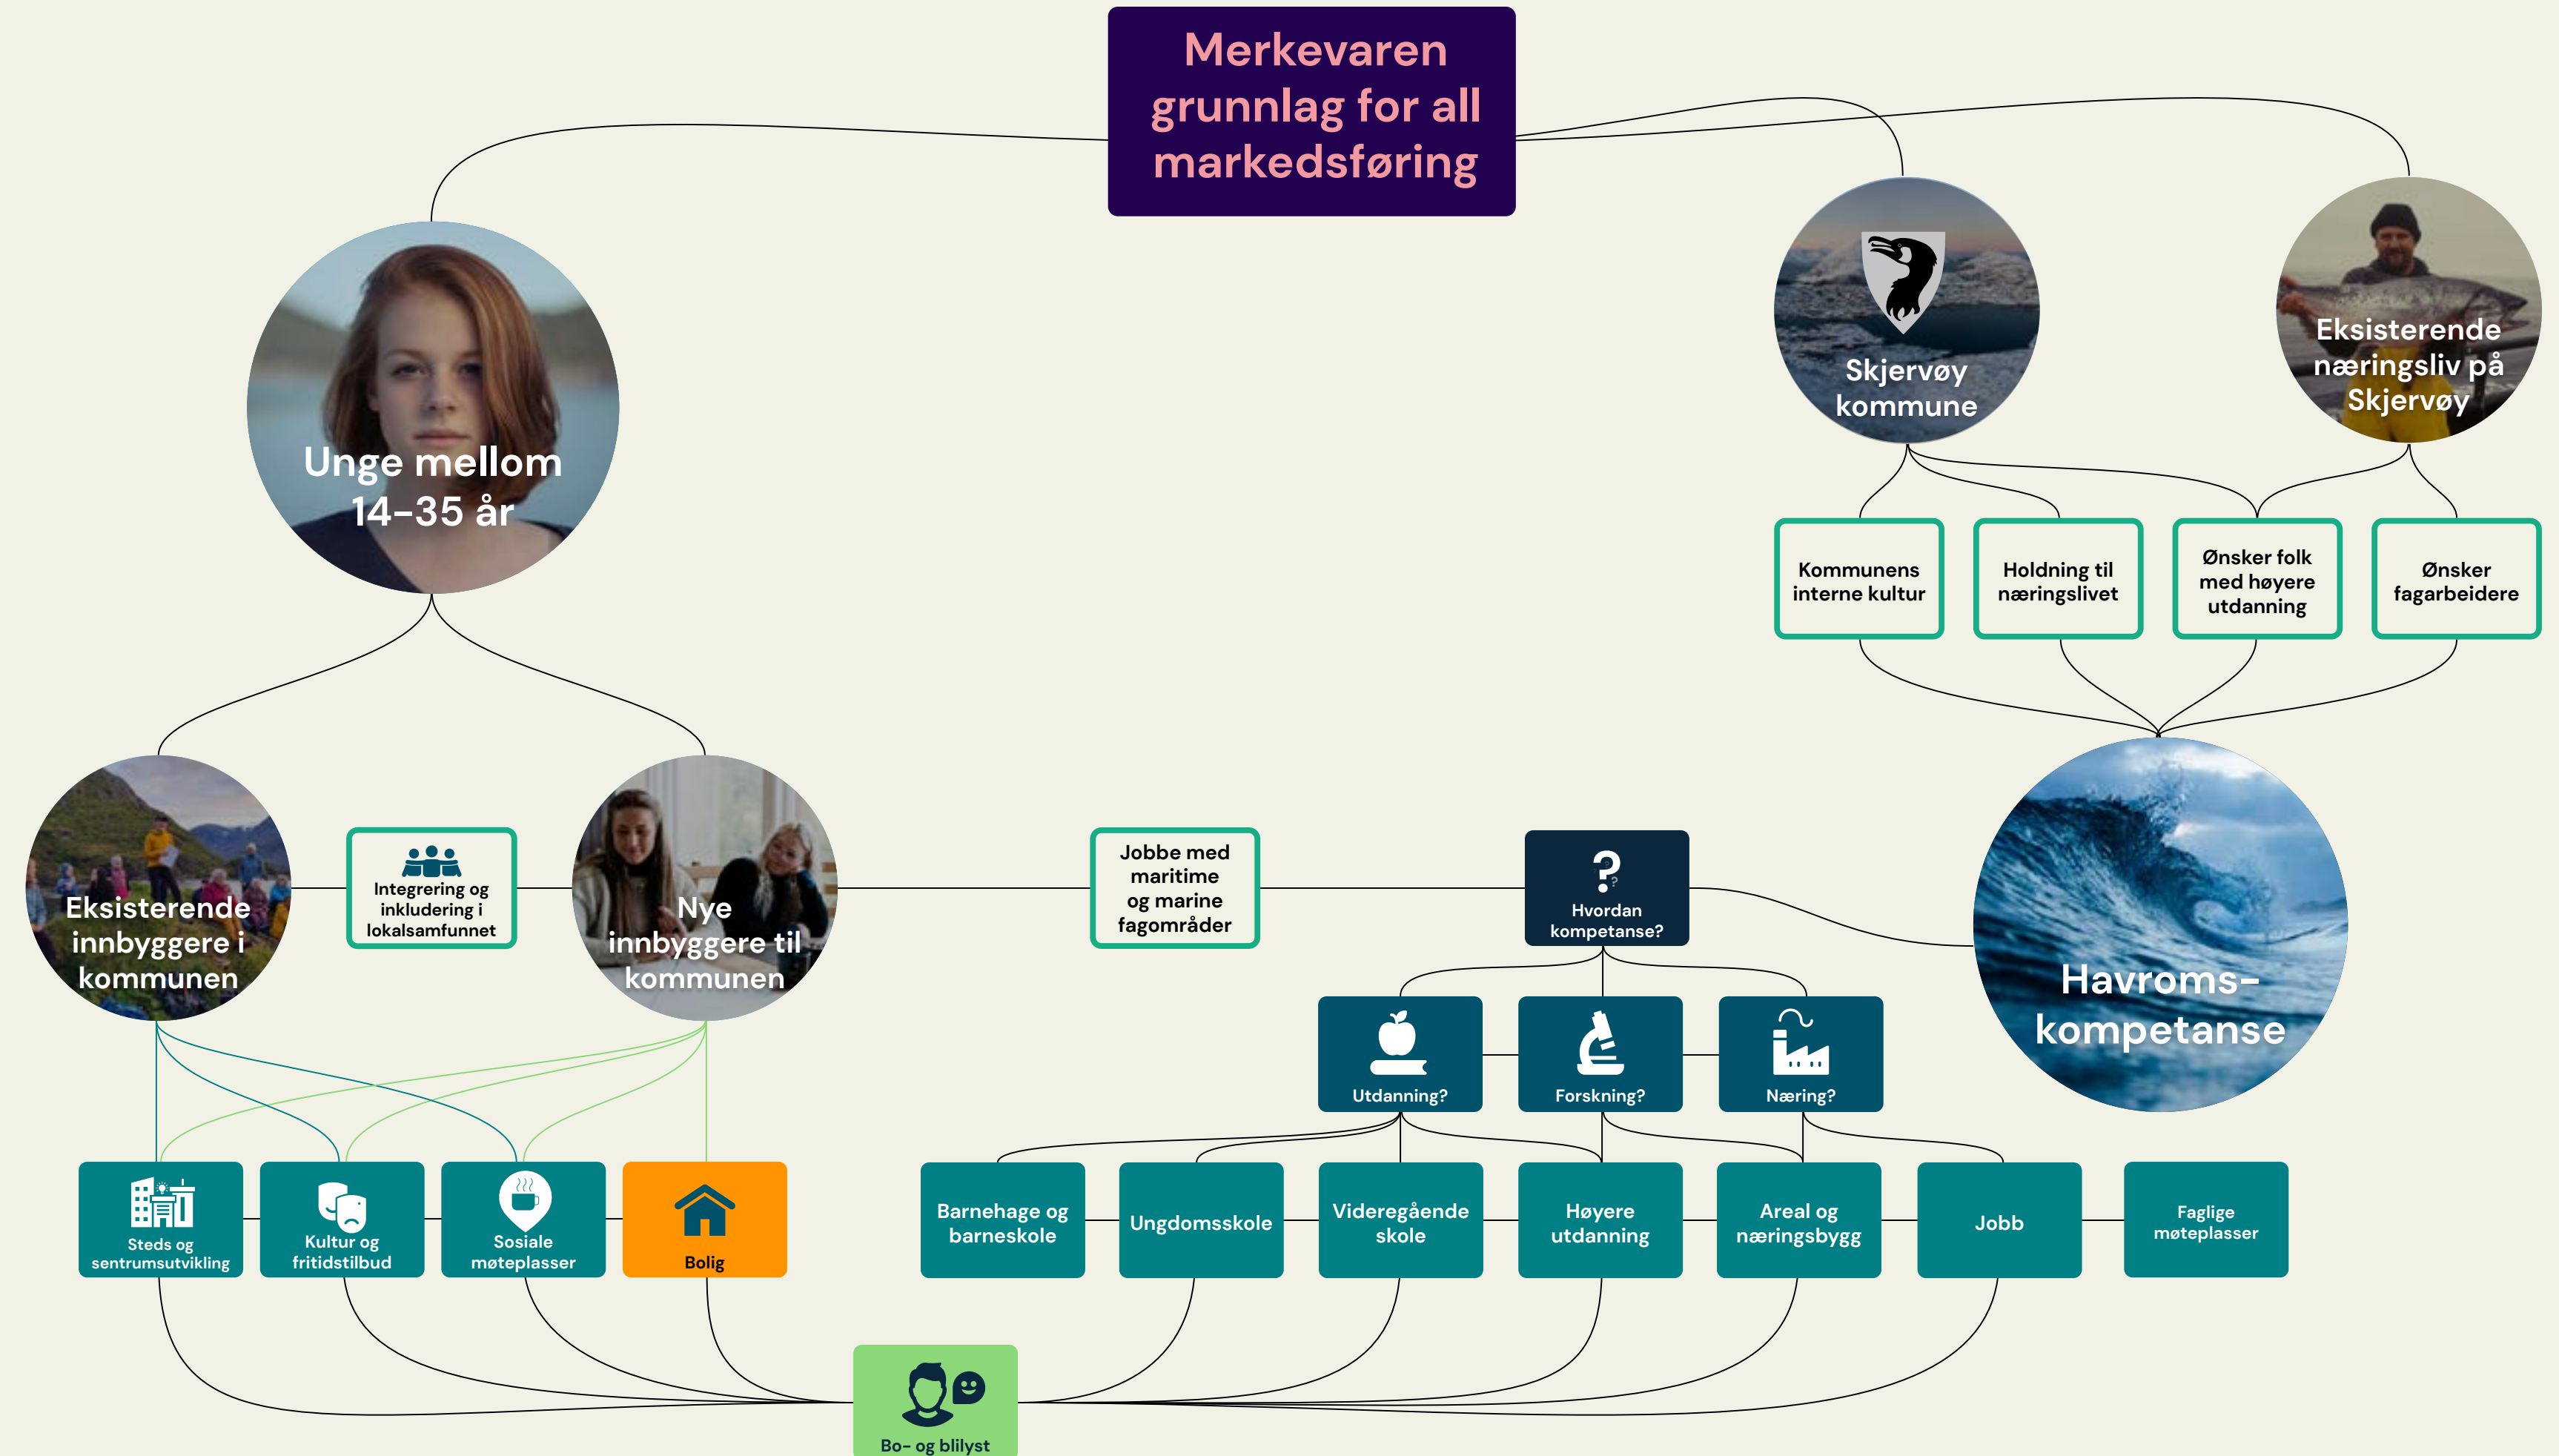 Merkevaren
grunnlag for all
markedsføring
Unge mellom
14-35 år
Skjervøy
kommune
Eksisterende
næringsliv på
Skjervøy
Kommunens
interne kultur
Holdning til
næringslivet
Ønsker folk
med høyere
utdanning
Ønsker
fagarbeidere
Eksisterende
innbyggere i
kommunen
Integrering og
inkludering i
lokalsamfunnet
Nye
innbyggere til
kommunen
Jobbe med
maritime
og marine
fagområder
?
?
Hvordan
kompetanse?
Havroms-
kompetanse
Utdanning?
Forskning?
Næring?
Steds og
sentrumsutvikling
Kultur og
fritidstilbud
Sosiale
møteplasser
Bolig
Barnehage og
barneskole
Ungdomsskole
Videregående
skole
Høyere
utdanning
Areal og
næringsbygg
Jobb
Faglige
møteplasser
Bo- og blilyst